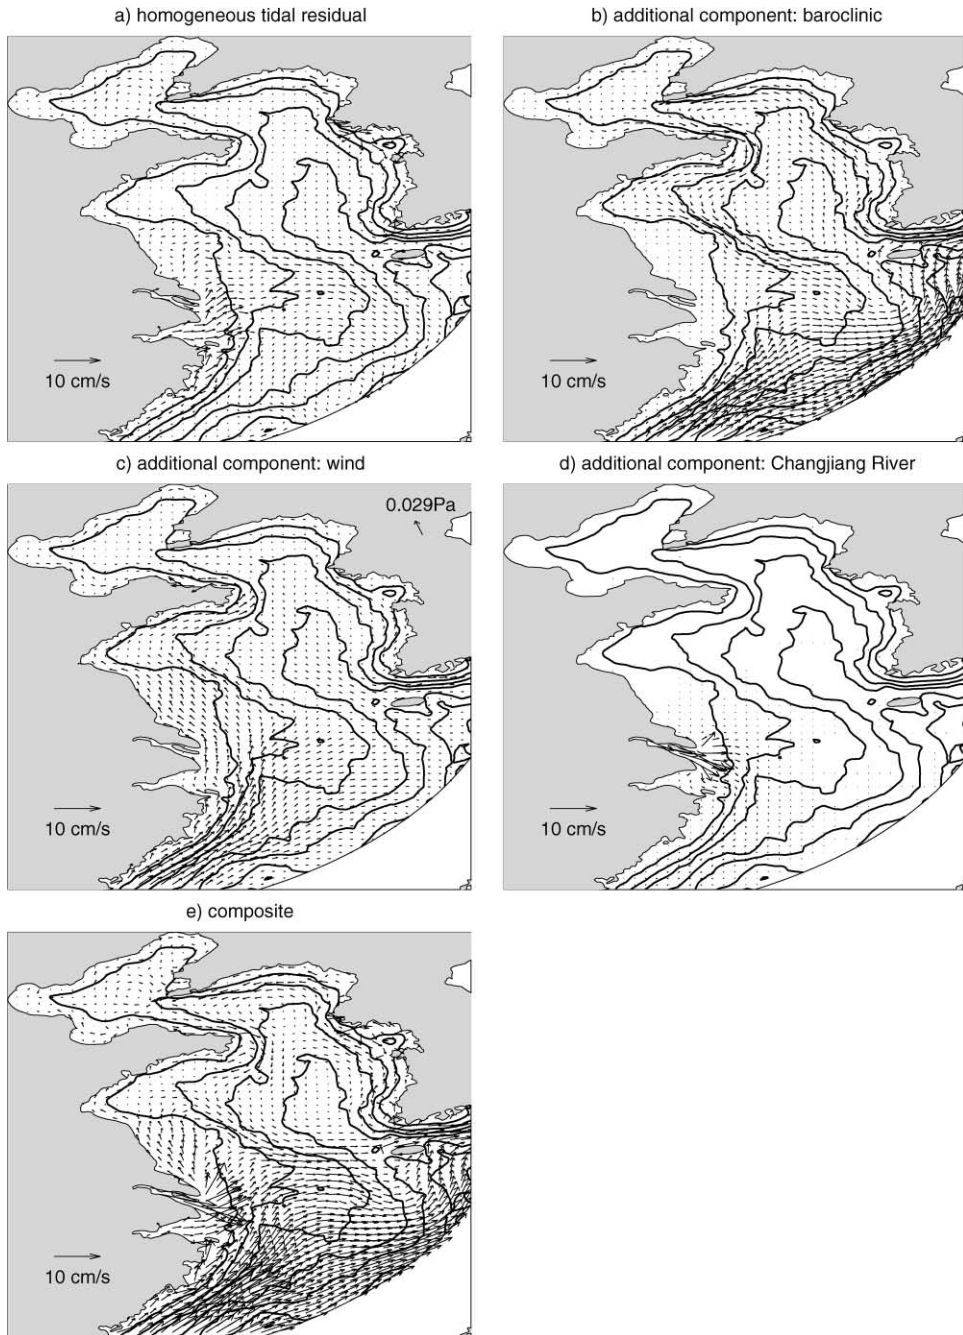 a) homogeneous tidal residual
b) additional component: baroclinic
10 cm/s
10 cm/s
c) additional component: wind
d) additional component: Changjiang River
0.029Pa
10 cm/s
10 cm/s
e) composite
10 cm/s